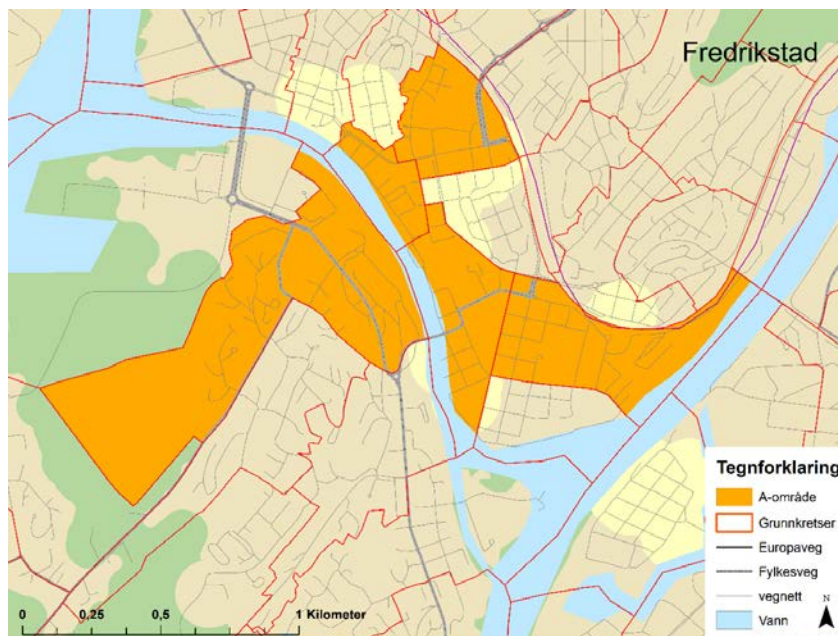 Fredrikstad
Tegnforklaring
A-område
Grunnkretser
Europaveg
Fylkesveg
vegnett
N
Vann
0 0,25 0,5 1 Kilometer